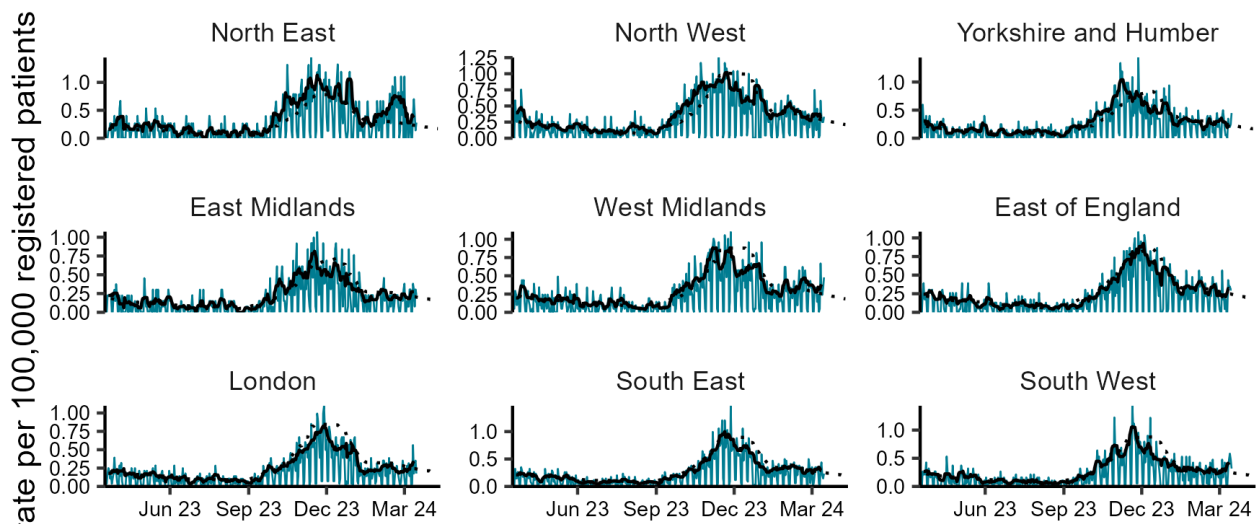 rate per 100,000 registered patients
North East
North West
Yorkshire and Humber
1.0
0.5
0.0
1.25
1.00
0.75
0.50
0.25
0.00
1.0
0.5
0.0
East Midlands
West Midlands
East of England
1.00
0.75
0.50
0.25
0.00
1.00
0.75
0.50
0.25
0.00
1.00
0.75
0.50
0.25
0.00
London
South East
South West
1.00
0.75
0.50
0.25
0.00
1.0
0.5
0.0
1.0
0.5
0.0
Jun 23 Sep 23 Dec 23 Mar 24
Jun 23 Sep 23 Dec 23 Mar 24
Jun 23 Sep 23 Dec 23 Mar 24